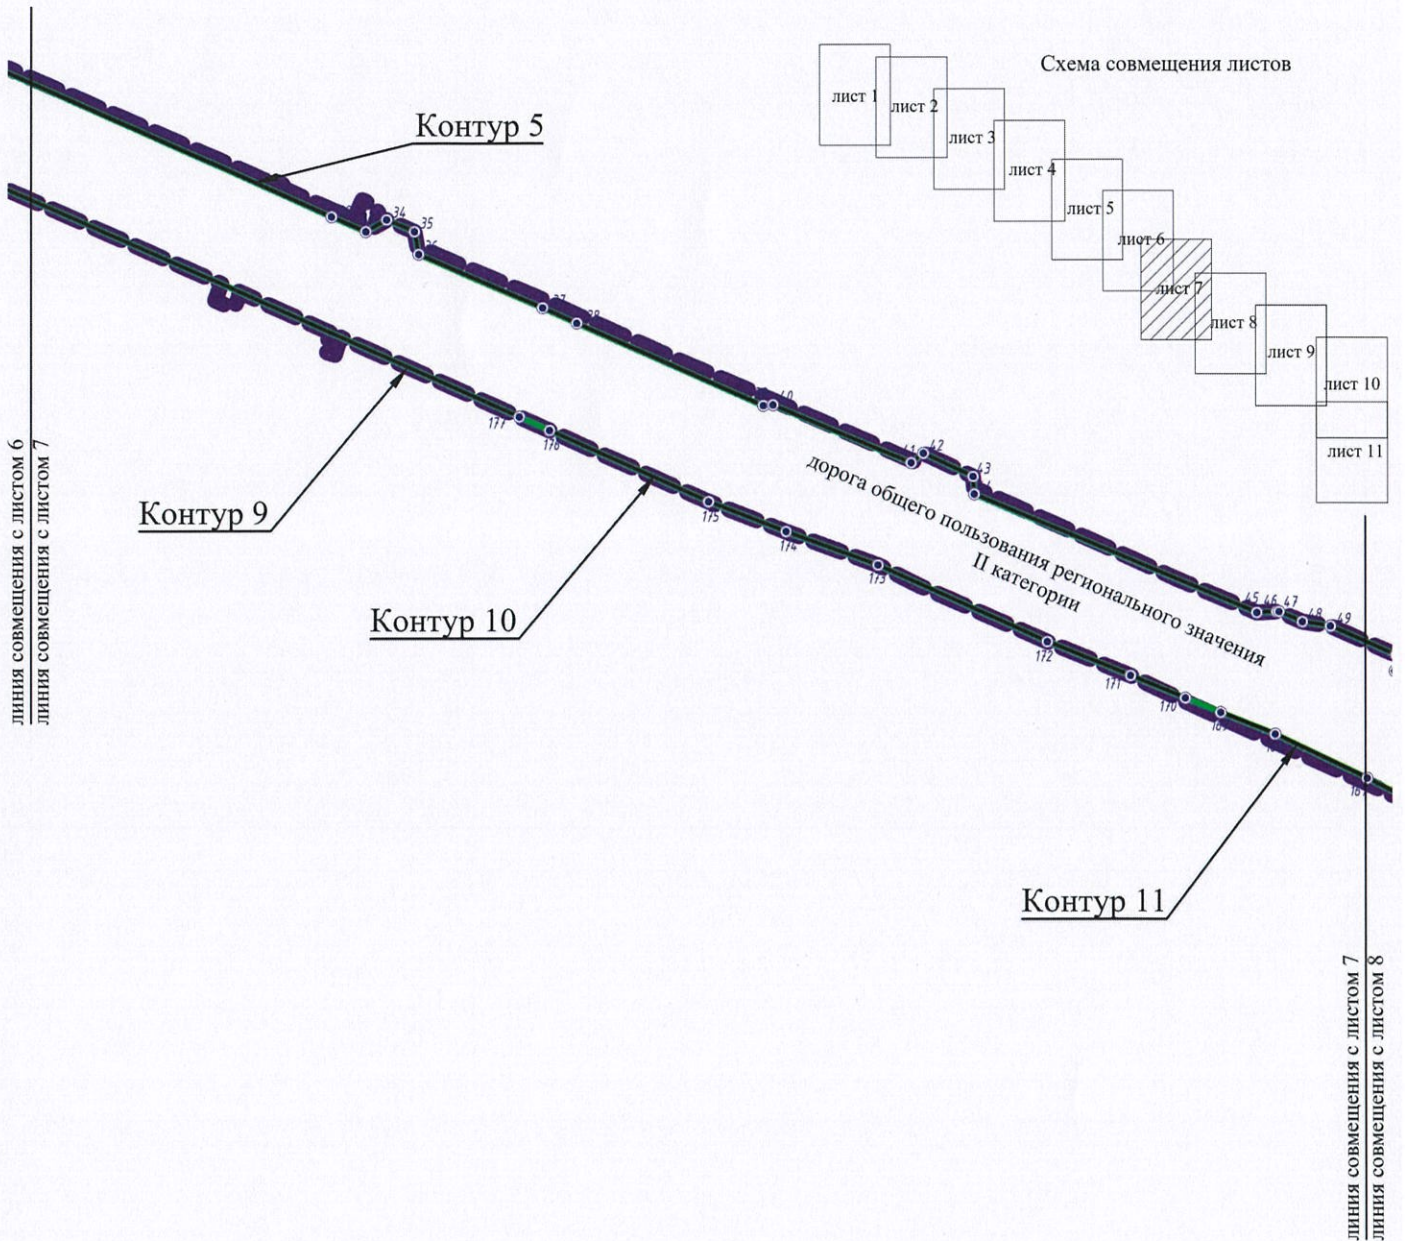 Схема совмещения листов
лист 1
лист 2
лист 3
лист 4
лист 5
лист 6
лист 7
лист 8
лист 9
лист 10
лист 11
Контур 5
34
35
37
38
40
41
42
43
дорога общего пользования регионального значения
II категории
45
46
47
48
49
Контур 9
177
176
175
174
173
172
171
170
169
Контур 10
Контур 11
линия совмещения с листом 6
линия совмещения с листом 7
линия совмещения с листом 7
линия совмещения с листом 8